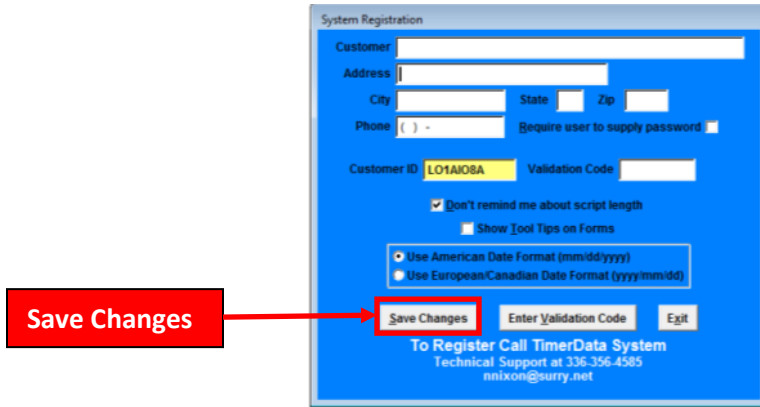 System Registration
Customer
Address
City State Zip
Phone ( ) - Require user to supply password
Customer ID LO1AIO8A Validation Code
Don't remind me about script length
Show Tool Tips on Forms
Use American Date Format (mm/dd/yyyy)
Use European/Canadian Date Format (yyyy/mm/dd)
Save Changes Save Changes Enter Validation Code Exit
To Register Call TimerData System
Technical Support at 336-356-4585
nnixon@surry.net